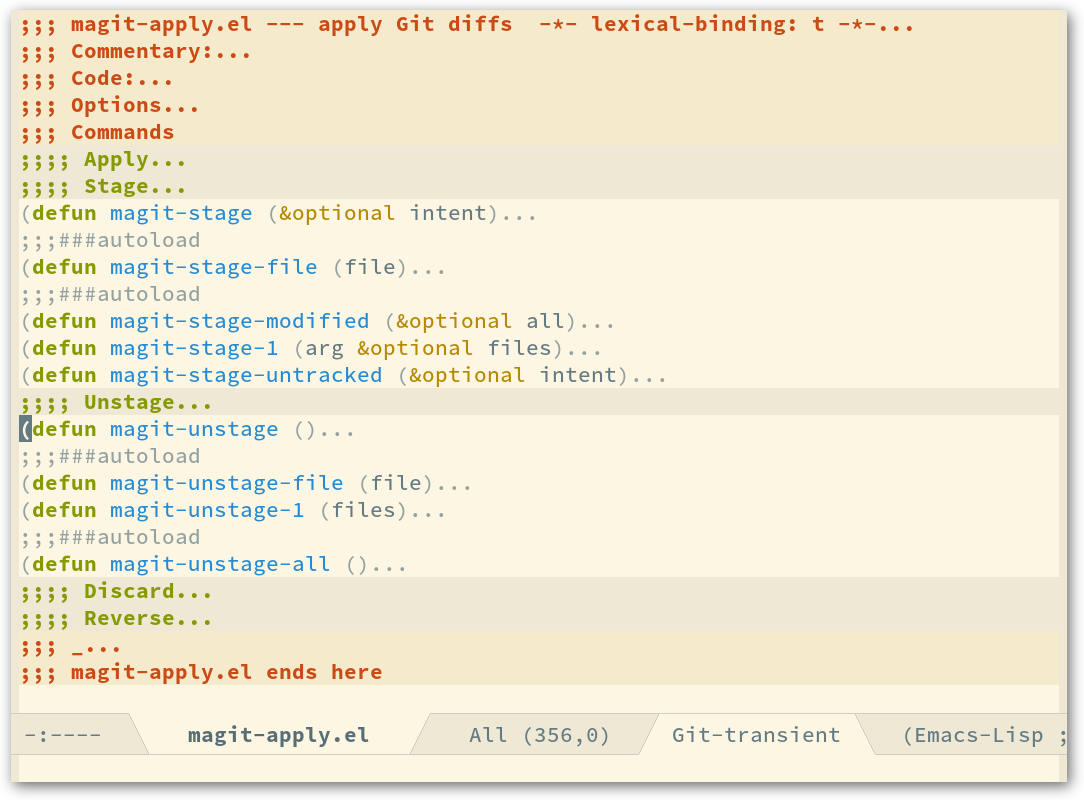 ;;; magit-apply.el --- apply Git diffs  -*- lexical-binding: t -*-...
;;; Commentary:...
;;; Code:...
;;; Options...
;;; Commands
;;;; Apply...
;;;; Stage...
(defun magit-stage (&optional intent)...
;;;###autoload
(defun magit-stage-file (file)...
;;;###autoload
(defun magit-stage-modified (&optional all)...
(defun magit-stage-1 (arg &optional files)...
(defun magit-stage-untracked (&optional intent)...
;;;; Unstage...
(defun magit-unstage ()...
;;;###autoload
(defun magit-unstage-file (file)...
(defun magit-unstage-1 (files)...
;;;###autoload
(defun magit-unstage-all ()...
;;;; Discard...
;;;; Reverse...
;;; _...
;;; magit-apply.el ends here
-:---- magit-apply.el All (356,0) Git-transient (Emacs-Lisp ;